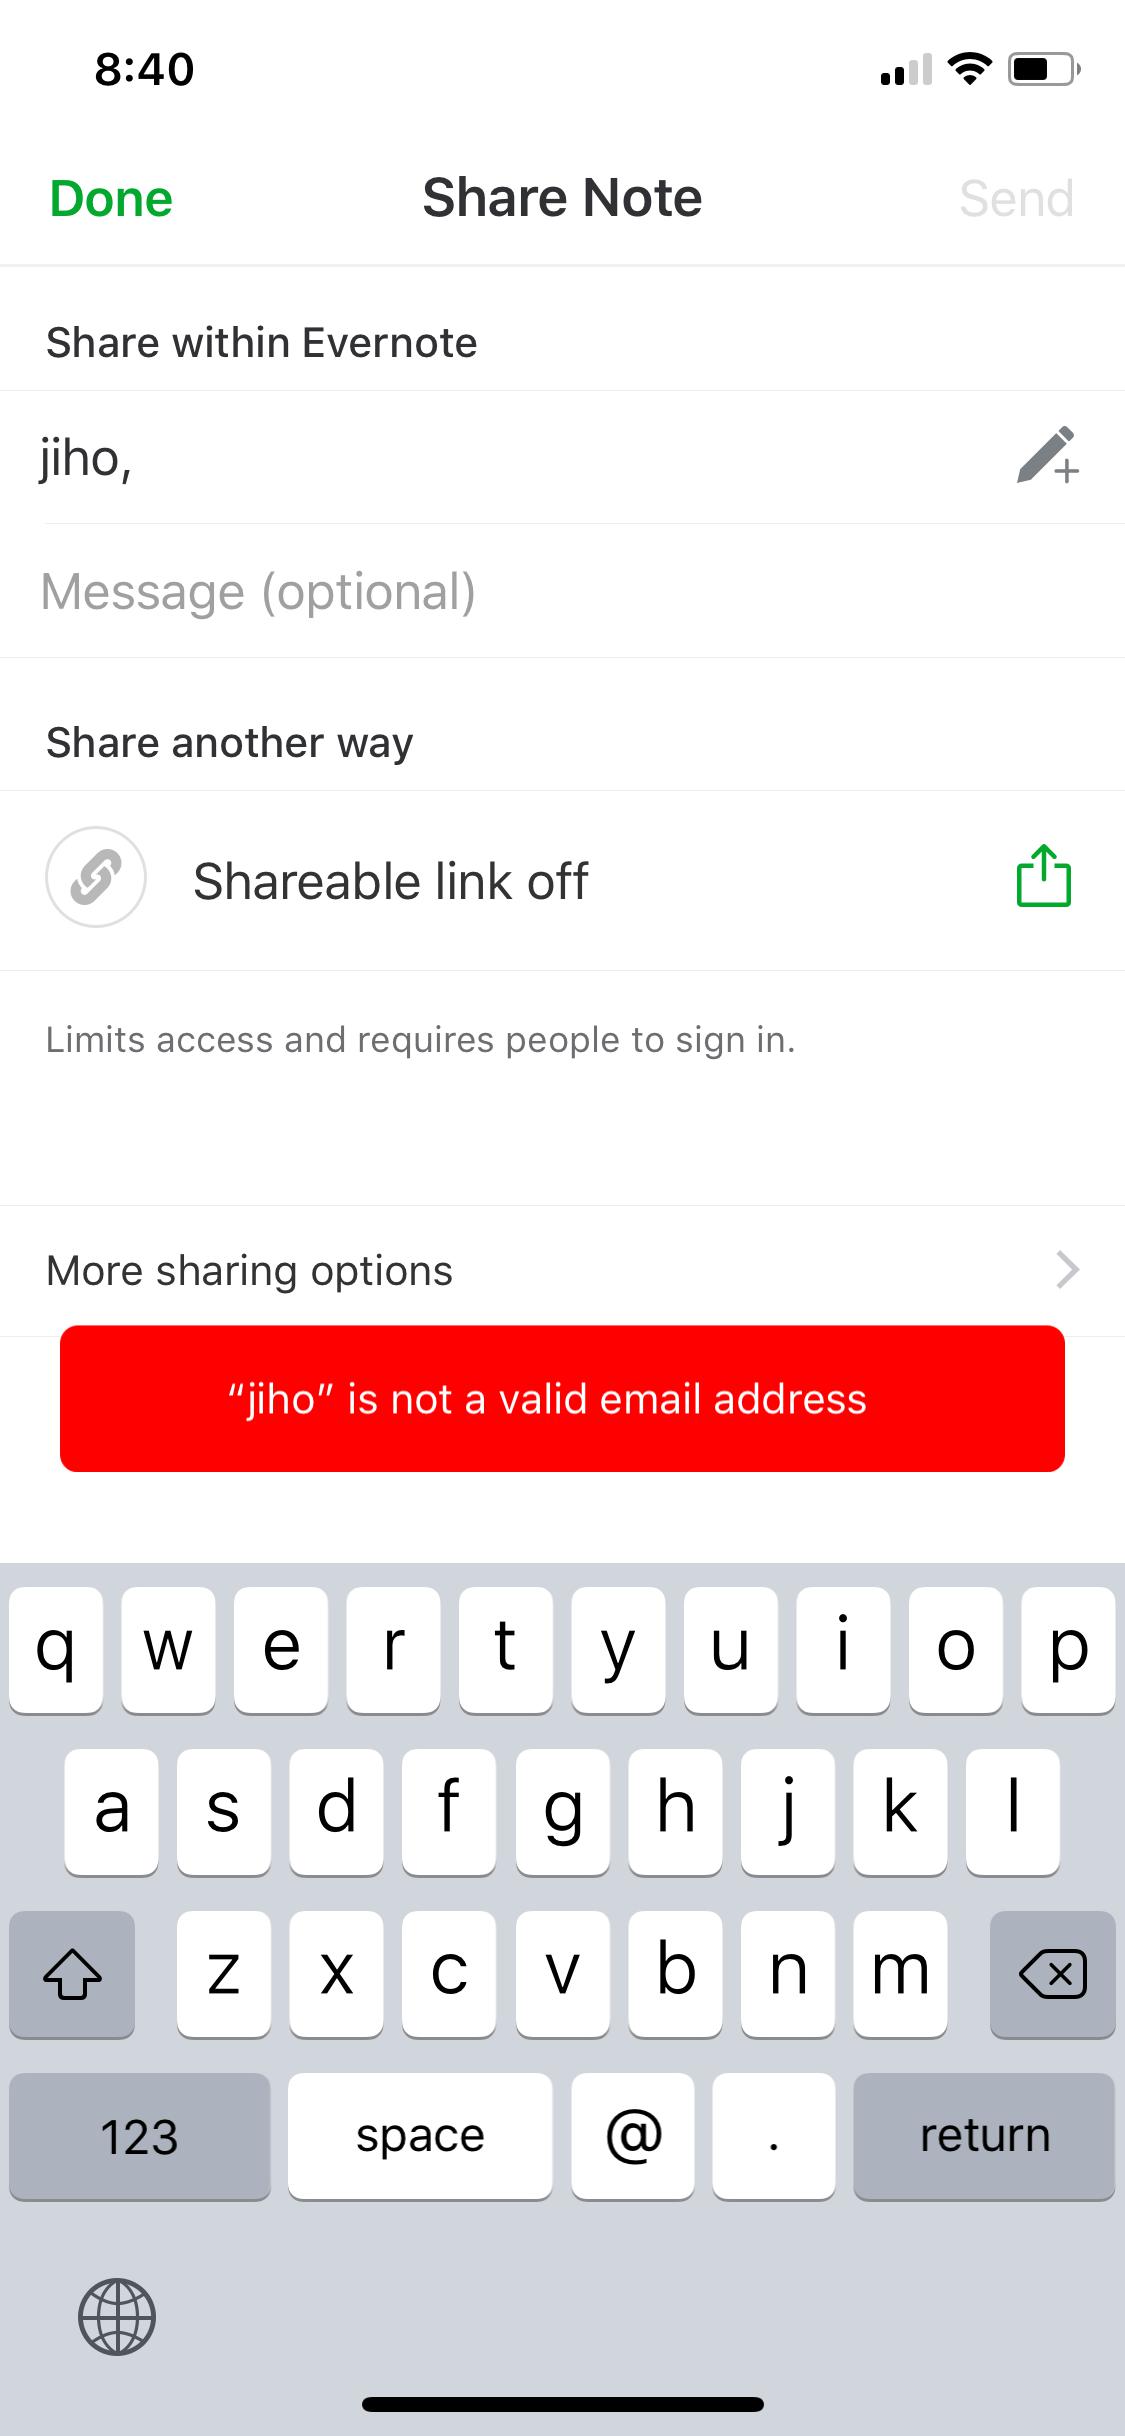 8:40
Done
Share Note
Send
Share within Evernote
jiho,
Message (optional)
Share another way
Shareable link off
Limits access and requires people to sign in.
More sharing options
“jiho” is not a valid email address
q w e r t y u i o p
a s d f g h j k l
z x c v b n m
123 space @ . return